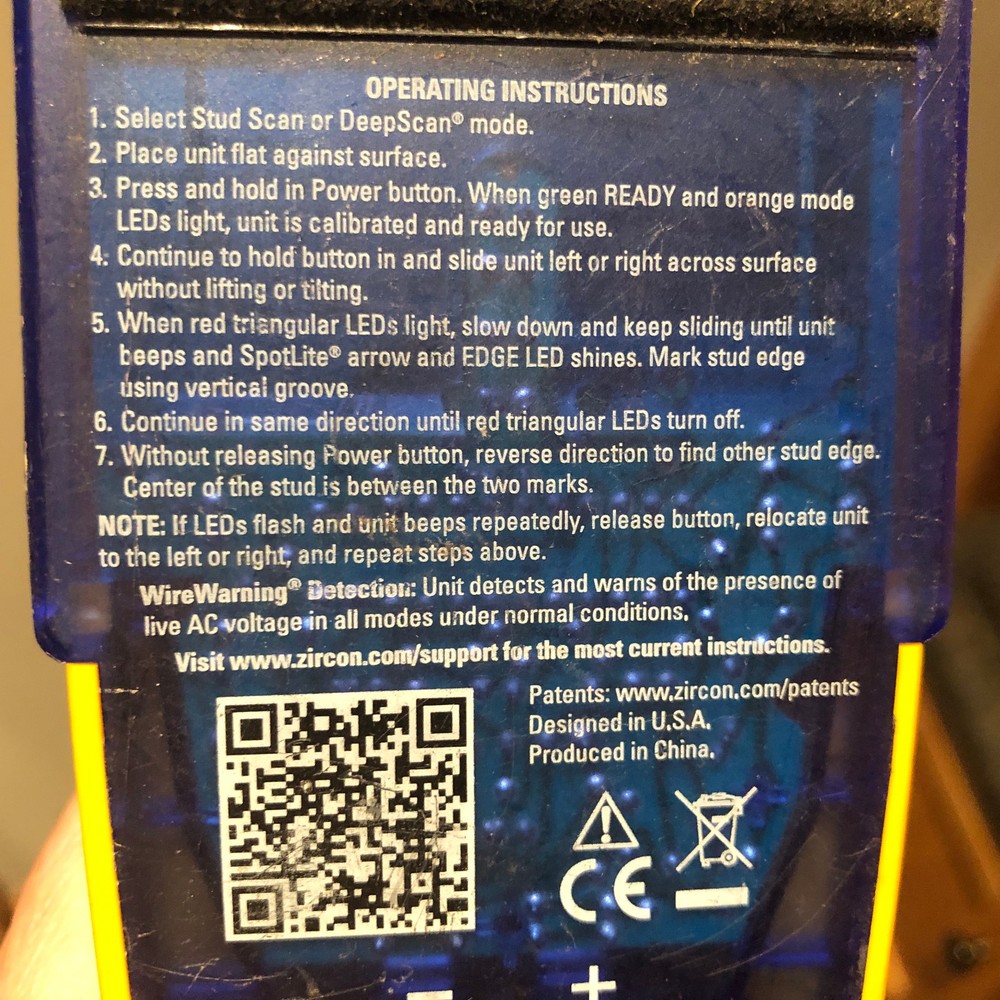 OPERATING INSTRUCTIONS
1. Select Stud Scan or DeepScan® mode.
2. Place unit flat against surface.
3. Press and hold in Power button. When green READY and orange mode
LEDs light, unit is calibrated and ready for use.
4. Continue to hold button in and slide unit left or right across surface
without lifting or tilting.
5. When red triangular LEDs light, slow down and keep sliding until unit
beeps and SpotLite® arrow and EDGE LED shines. Mark stud edge
using vertical groove.
6. Continue in same direction until red triangular LEDs turn off.
7. Without releasing Power button, reverse direction to find other stud edge.
Center of the stud is between the two marks.
NOTE: If LEDs flash and unit beeps repeatedly, release button, relocate unit
to the left or right, and repeat steps above.
WireWarning® Detection: Unit detects and warns of the presence of
live AC voltage in all modes under normal conditions.
Visit www.zircon.com/support for the most current instructions.
Patents: www.zircon.com/patents
Designed in U.S.A.
Produced in China.
CE
– +